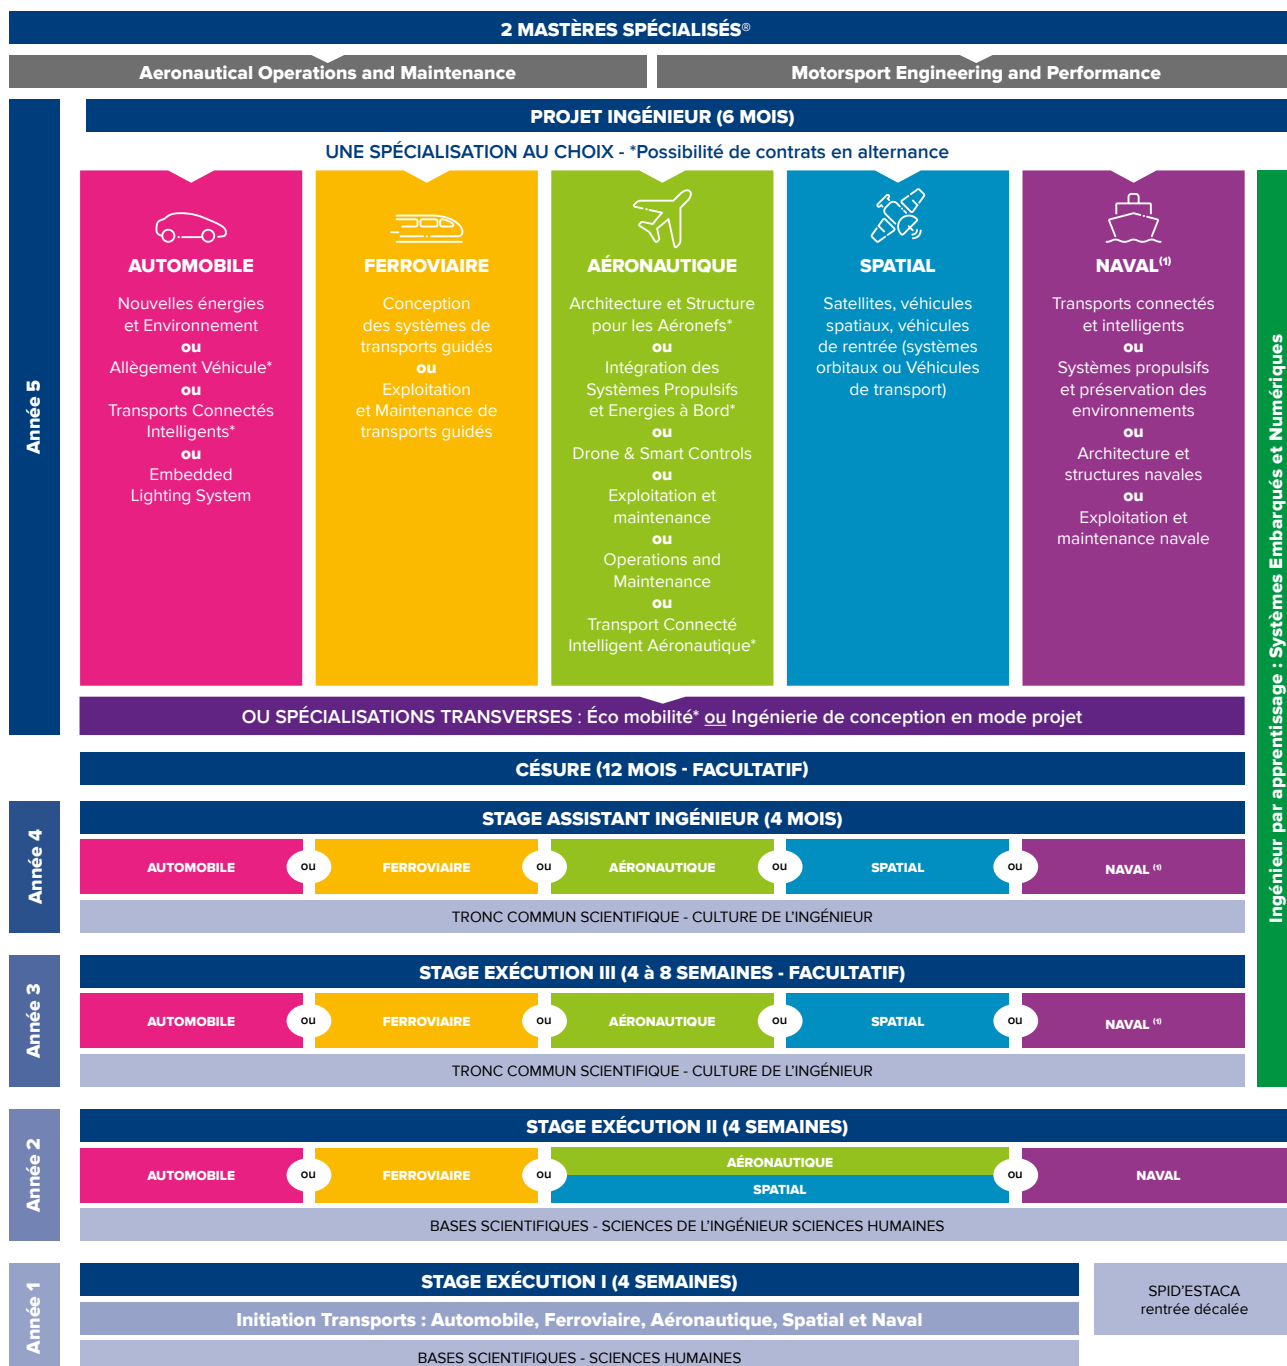 2 MASTÈRES SPÉCIALISÉS®
Aeronautical Operations and Maintenance
Motorsport Engineering and Performance
Année 5
PROJET INGÉNIEUR (6 MOIS)
UNE SPÉCIALISATION AU CHOIX - *Possibilité de contrats en alternance
AUTOMOBILE
Nouvelles énergies
et Environnement
ou
Allègement Véhicule*
ou
Transports Connectés
Intelligents*
ou
Embedded
Lighting System
FERROVIAIRE
Conception
des systèmes de
transports guidés
ou
Exploitation
et Maintenance de
transports guidés
AÉRONAUTIQUE
Architecture et Structure
pour les Aéronefs*
ou
Intégration des
Systèmes Propulsifs
et Energies à Bord*
ou
Drone & Smart Controls
ou
Exploitation et
maintenance
ou
Operations and
Maintenance
ou
Transport Connecté
Intelligent Aéronautique*
SPATIAL
Satellites, véhicules
spatiaux, véhicules
de rentrée (systèmes
orbitaux ou Véhicules
de transport)
NAVAL(1)
Transports connectés
et intelligents
ou
Systèmes propulsifs
et préservation des
environnements
ou
Architecture et
structures navales
ou
Exploitation et
maintenance navale
Ingénieur par apprentissage : Systèmes Embarqués et Numériques
OU SPÉCIALISATIONS TRANSVERSES : Éco mobilité* ou Ingénierie de conception en mode projet
CÉSURE (12 MOIS - FACULTATIF)
Année 4
STAGE ASSISTANT INGÉNIEUR (4 MOIS)
AUTOMOBILE ou FERROVIAIRE ou AÉRONAUTIQUE ou SPATIAL ou NAVAL (1)
TRONC COMMUN SCIENTIFIQUE - CULTURE DE L'INGÉNIEUR
Année 3
STAGE EXÉCUTION III (4 à 8 SEMAINES - FACULTATIF)
AUTOMOBILE ou FERROVIAIRE ou AÉRONAUTIQUE ou SPATIAL ou NAVAL (1)
TRONC COMMUN SCIENTIFIQUE - CULTURE DE L'INGÉNIEUR
Année 2
STAGE EXÉCUTION II (4 SEMAINES)
AUTOMOBILE ou FERROVIAIRE ou AÉRONAUTIQUE
SPATIAL ou NAVAL
BASES SCIENTIFIQUES - SCIENCES DE L'INGÉNIEUR SCIENCES HUMAINES
Année 1
STAGE EXÉCUTION I (4 SEMAINES)
Initiation Transports : Automobile, Ferroviaire, Aéronautique, Spatial et Naval
BASES SCIENTIFIQUES - SCIENCES HUMAINES
SPID'ESTACA
rentrée décalée